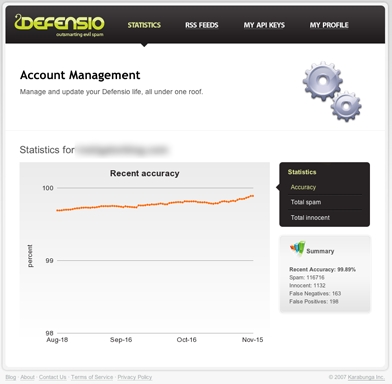 DEFENSIO
outsmarting evil spam
STATISTICS
RSS FEEDS
MY API KEYS
MY PROFILE
Account Management
Manage and update your Defensio life, all under one roof.
Statistics for
Recent accuracy
100
99
98
percent
Aug-18
Sep-16
Oct-16
Nov-15
Statistics
Accuracy
Total spam
Total innocent
Summary
Recent Accuracy: 99.89%
Spam: 116716
Innocent: 1132
False Negatives: 163
False Positives: 198
Blog · About · Contact Us · Terms of Service · Privacy Policy
© 2007 Karabunga Inc.